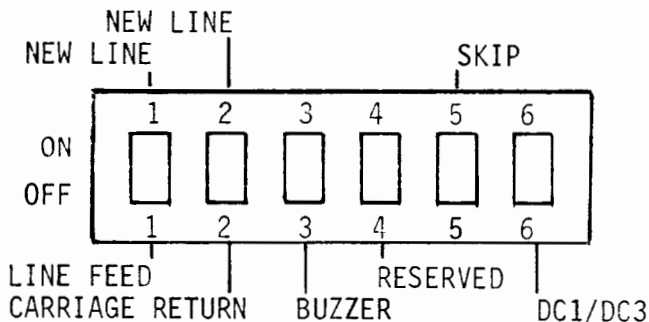 NEW LINE
NEW LINE SKIP
1 2 3 4 5 6
ON
OFF
1 2 3 4 5 6
LINE FEED RESERVED
CARRIAGE RETURN BUZZER DC1/DC3